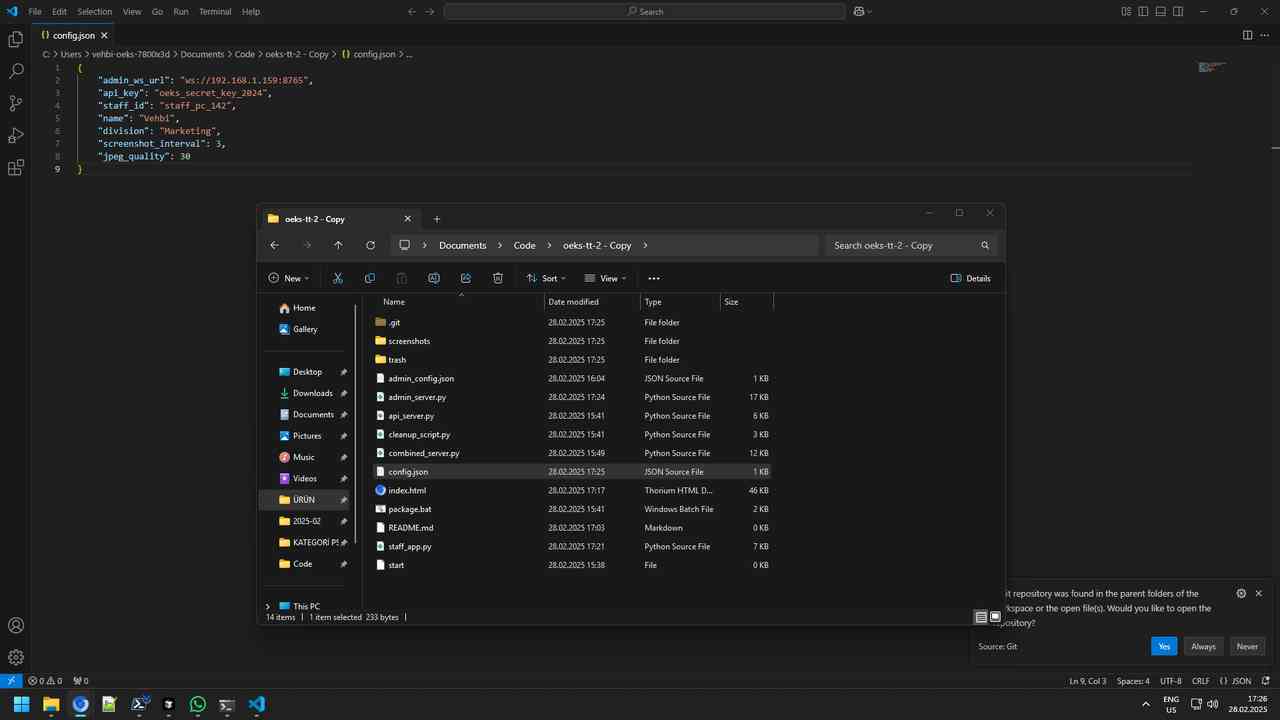 File Edit Selection View Go Run Terminal Help
Search
config.json
C: > Users > vehbi-oeks-7800x3d > Documents > Code > oeks-tt-2 - Copy > {} config.json > ...
1 {
2 "admin_ws_url": "ws://192.168.1.159:8765",
3 "api_key": "oeks_secret_key_2024",
4 "staff_id": "staff_pc_142",
5 "name": "Vehbi",
6 "division": "Marketing",
7 "screenshot_interval": 3,
8 "jpeg_quality": 30
9 }
oeks-tt-2 - Copy
Documents > Code > oeks-tt-2 - Copy >
Search oeks-tt-2 - Copy
New
Sort
View
Details
Name Date modified Type Size
Home
Gallery
Desktop
Downloads
Documents
Pictures
Music
Videos
ÜRÜN
2025-02
KATEGORİ PS
Code
This PC
.git 28.02.2025 17:25 File folder
screenshots 28.02.2025 17:25 File folder
trash 28.02.2025 17:25 File folder
admin_config.json 28.02.2025 16:04 JSON Source File 1 KB
admin_server.py 28.02.2025 17:24 Python Source File 17 KB
api_server.py 28.02.2025 15:41 Python Source File 6 KB
cleanup_script.py 28.02.2025 15:41 Python Source File 3 KB
combined_server.py 28.02.2025 15:49 Python Source File 12 KB
config.json 28.02.2025 17:25 JSON Source File 1 KB
index.html 28.02.2025 17:17 Thorium HTML D... 46 KB
package.bat 28.02.2025 15:41 Windows Batch File 2 KB
README.md 28.02.2025 17:03 Markdown 0 KB
staff_app.py 28.02.2025 17:21 Python Source File 7 KB
start 28.02.2025 15:38 File 0 KB
14 items 1 item selected 233 bytes
it repository was found in the parent folders of the
kspace or the open file(s). Would you like to open the
pository?
Source: Git
Yes
Always
Never
0 0 0
Ln 9, Col 3 Spaces: 4 UTF-8 CRLF {} JSON
ENG
US
17:26
28.02.2025